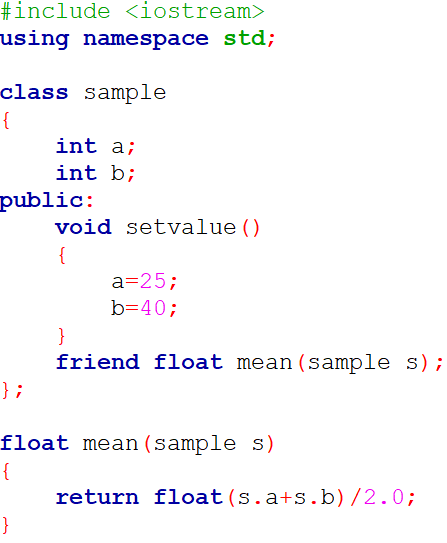 #include <iostream>
using namespace std;

class sample
{
    int a;
    int b;
public:
    void setvalue()
    {
        a=25;
        b=40;
    }
    friend float mean(sample s);
};

float mean(sample s)
{
    return float(s.a+s.b)/2.0;
}